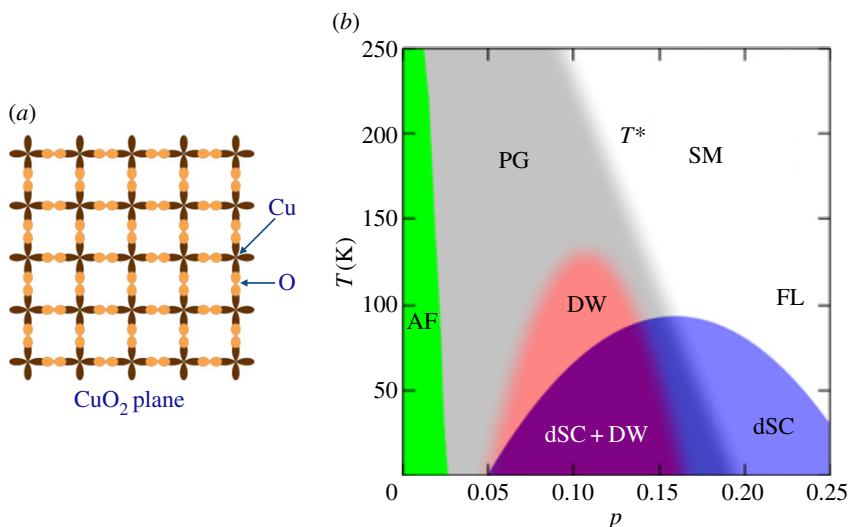 (a)
Cu
O
CuO2 plane
(b)
250
200
150
100
50
T (K)
T*
PG
SM
DW
FL
AF
dSC + DW
dSC
0
0.05
0.10
0.15
0.20
0.25
p